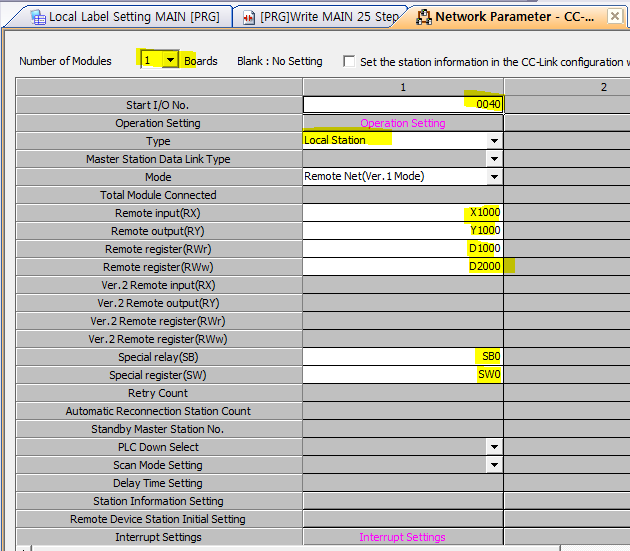 Local Label Setting MAIN [PRG] [PRG]Write MAIN 25 Step Network Parameter - CC-...
Number of Modules 1 Boards Blank : No Setting Set the station information in the CC-Link configuration
1 2
Start I/O No. 0040
Operation Setting Operation Setting
Type Local Station
Master Station Data Link Type
Mode Remote Net(Ver.1 Mode)
Total Module Connected
Remote input(RX) X1000
Remote output(RY) Y1000
Remote register(RWr) D1000
Remote register(RWw) D2000
Ver.2 Remote input(RX)
Ver.2 Remote output(RY)
Ver.2 Remote register(RWr)
Ver.2 Remote register(RWw)
Special relay(SB) SB0
Special register(SW) SW0
Retry Count
Automatic Reconnection Station Count
Standby Master Station No.
PLC Down Select
Scan Mode Setting
Delay Time Setting
Station Information Setting
Remote Device Station Initial Setting
Interrupt Settings Interrupt Settings